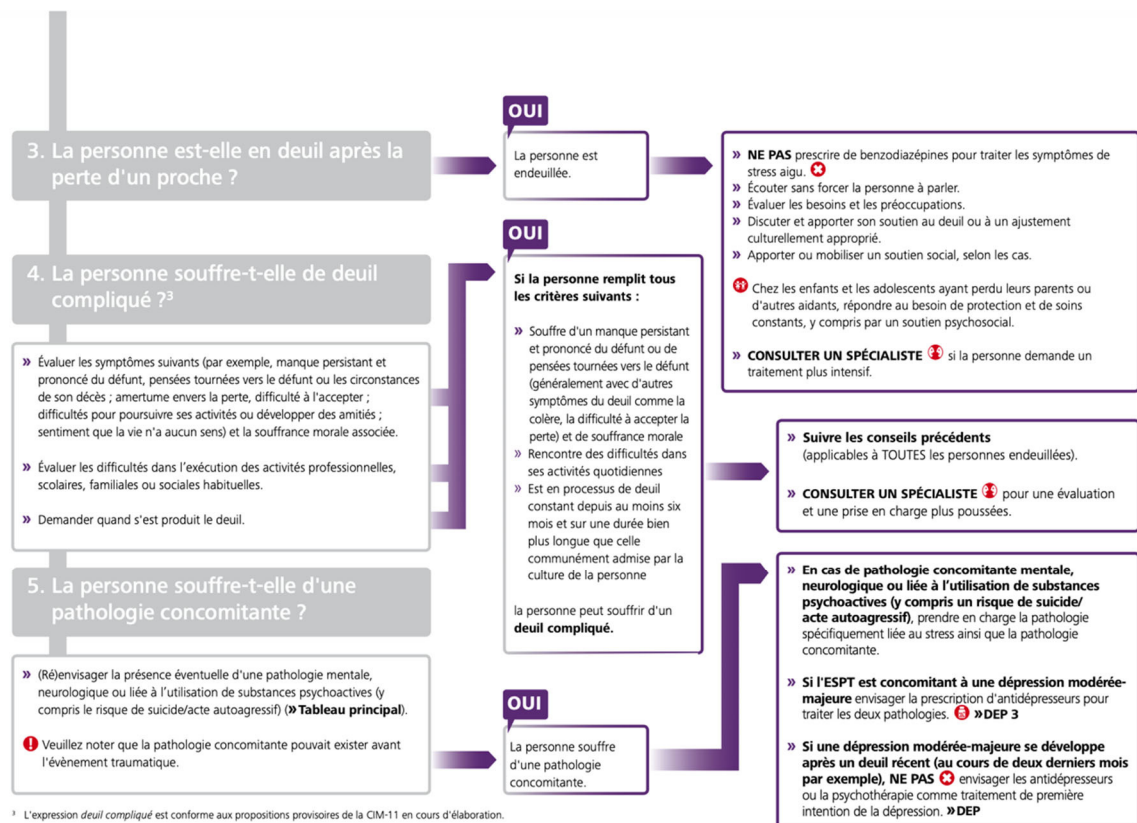 3. La personne est-elle en deuil après la
perte d'un proche ?
OUI
La personne est
endeuillée.
» NE PAS prescrire de benzodiazépines pour traiter les symptômes de
stress aigu.
» Écouter sans forcer la personne à parler.
» Évaluer les besoins et les préoccupations.
» Discuter et apporter son soutien au deuil ou à un ajustement
culturellement approprié.
» Apporter ou mobiliser un soutien social, selon les cas.
Chez les enfants et les adolescents ayant perdu leurs parents ou
d'autres aidants, répondre au besoin de protection et de soins
constants, y compris par un soutien psychosocial.
» CONSULTER UN SPÉCIALISTE si la personne demande un
traitement plus intensif.
4. La personne souffre-t-elle de deuil
compliqué ?³
» Évaluer les symptômes suivants (par exemple, manque persistant et
prononcé du défunt, pensées tournées vers le défunt ou les circonstances
de son décès ; amertume envers la perte, difficulté à l'accepter ;
difficultés pour poursuivre ses activités ou développer des amitiés ;
sentiment que la vie n'a aucun sens) et la souffrance morale associée.
» Évaluer les difficultés dans l'exécution des activités professionnelles,
scolaires, familiales ou sociales habituelles.
» Demander quand s'est produit le deuil.
OUI
Si la personne remplit tous
les critères suivants :
» Souffre d'un manque persistant
et prononcé du défunt ou de
pensées tournées vers le défunt
(généralement avec d'autres
symptômes du deuil comme la
colère, la difficulté à accepter la
perte) et de souffrance morale
» Rencontre des difficultés dans
ses activités quotidiennes
» Est en processus de deuil
constant depuis au moins six
mois et sur une durée bien
plus longue que celle
communément admise par la
culture de la personne
la personne peut souffrir d'un
deuil compliqué.
» Suivre les conseils précédents
(applicables à TOUTES les personnes endeuillées).
» CONSULTER UN SPÉCIALISTE pour une évaluation
et une prise en charge plus poussées.
5. La personne souffre-t-elle d'une
pathologie concomitante ?
» (Ré)envisager la présence éventuelle d'une pathologie mentale,
neurologique ou liée à l'utilisation de substances psychoactives (y
compris le risque de suicide/acte autoagressif) (» Tableau principal).
Veuillez noter que la pathologie concomitante pouvait exister avant
l'évènement traumatique.
OUI
La personne souffre
d'une pathologie
concomitante.
» En cas de pathologie concomitante mentale,
neurologique ou liée à l'utilisation de substances
psychoactives (y compris un risque de suicide/
acte autoagressif), prendre en charge la pathologie
spécifiquement liée au stress ainsi que la pathologie
concomitante.
» Si l'ESPT est concomitant à une dépression modérée-
majeure envisager la prescription d'antidépresseurs pour
traiter les deux pathologies. » DEP 3
» Si une dépression modérée-majeure se développe
après un deuil récent (au cours de deux derniers mois
par exemple), NE PAS envisager les antidépresseurs
ou la psychothérapie comme traitement de première
intention de la dépression. » DEP
³ L'expression deuil compliqué est conforme aux propositions provisoires de la CIM-11 en cours d'élaboration.